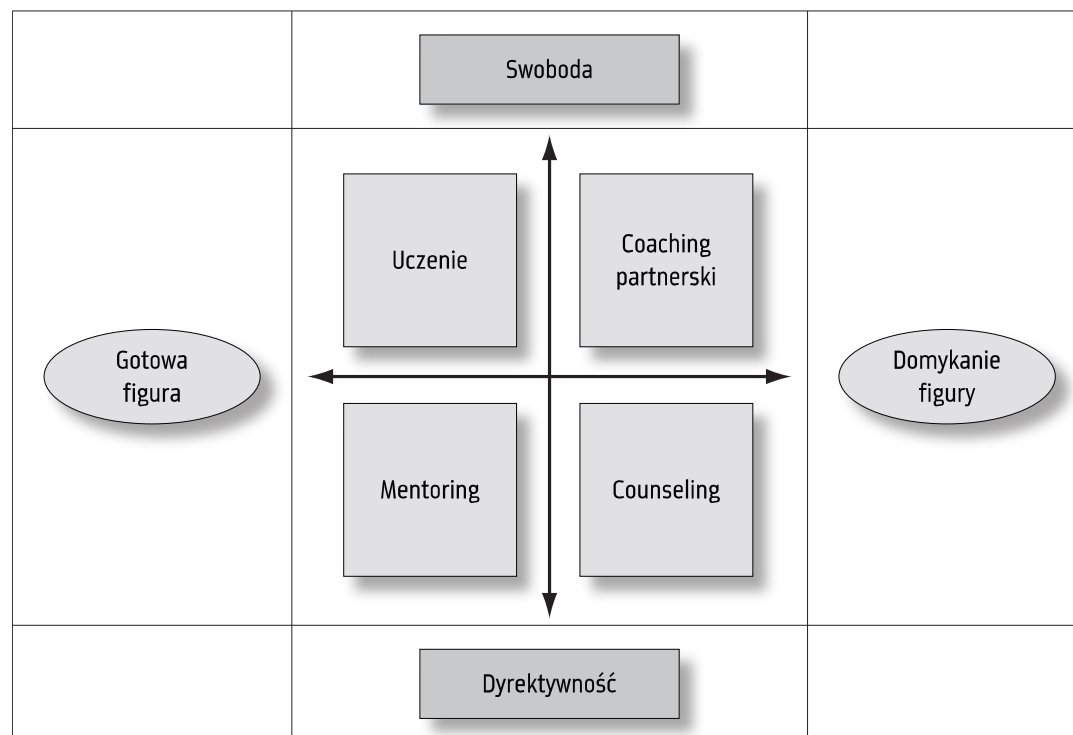 Swoboda
Uczenie
Coaching
partnerski
Gotowa
figura
Domykanie
figury
Mentoring
Counseling
Dyrektywność